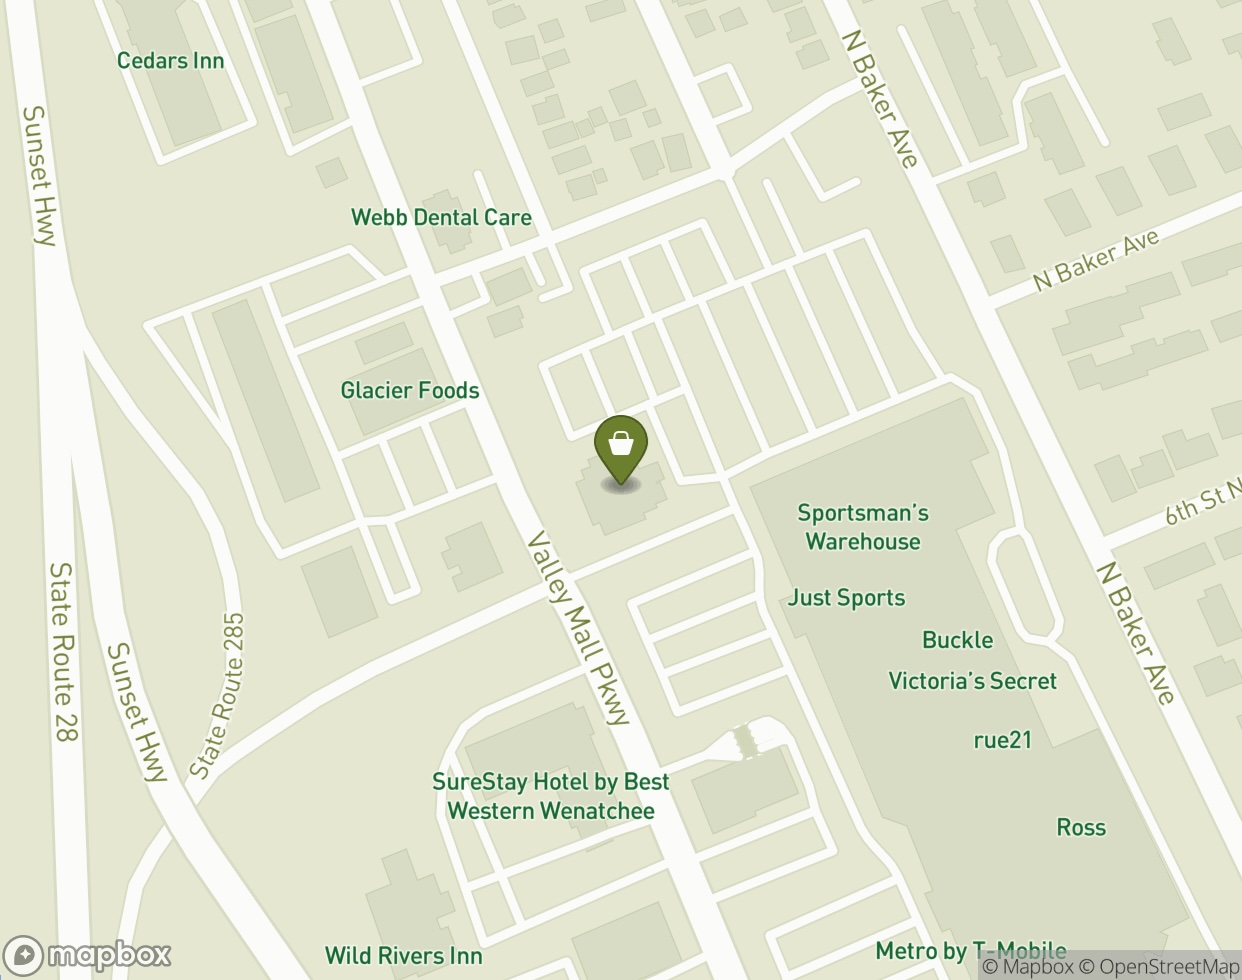 Cedars Inn
N Baker Ave
Sunset Hwy
Webb Dental Care
N Baker Ave
Glacier Foods
6th St N
Sportsman's
Warehouse
Valley Mall Pkwy
State Route 28
Just Sports
N Baker Ave
State Route 285
Buckle
Sunset Hwy
Victoria's Secret
rue21
SureStay Hotel by Best
Western Wenatchee
Ross
Wild Rivers Inn
Metro by T-Mobile
mapbox
© Mapbox © OpenStreetMap